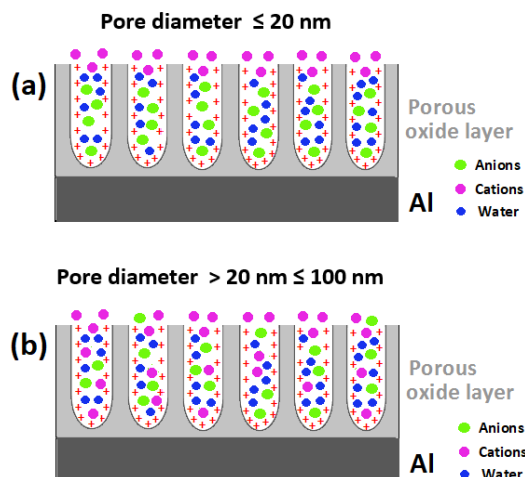 Pore diameter ≤ 20 nm
(a)
Porous
oxide layer
Anions
Cations
Al
Water
Pore diameter > 20 nm ≤ 100 nm
(b)
Porous
oxide layer
Anions
Cations
Al
Water